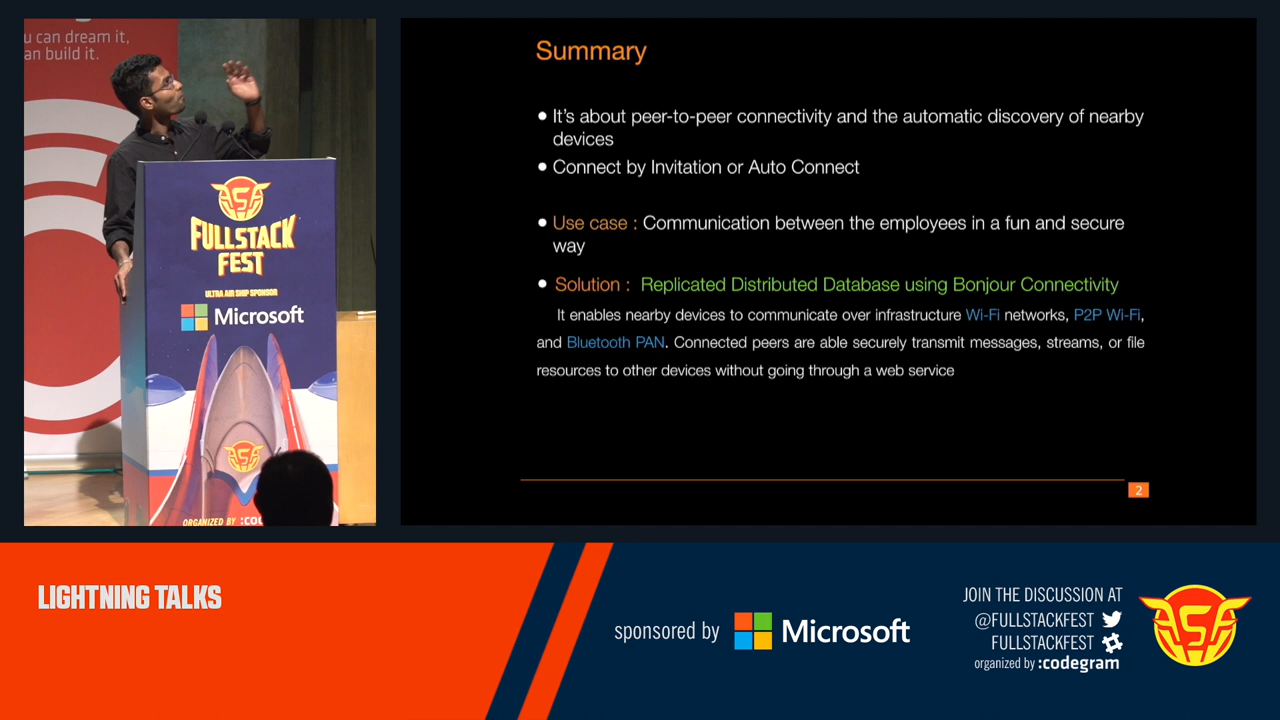 u can dream it,
an build it.
FULLSTACK
FEST
ULTRA AIR SHIP SPONSOR
Microsoft
ORGANIZED BY :co
Summary
• It's about peer-to-peer connectivity and the automatic discovery of nearby
devices
• Connect by Invitation or Auto Connect
• Use case : Communication between the employees in a fun and secure
way
• Solution : Replicated Distributed Database using Bonjour Connectivity
It enables nearby devices to communicate over infrastructure Wi-Fi networks, P2P Wi-Fi,
and Bluetooth PAN. Connected peers are able securely transmit messages, streams, or file
resources to other devices without going through a web service
2
LIGHTNING TALKS
sponsored by Microsoft
JOIN THE DISCUSSION AT
@FULLSTACKFEST
FULLSTACKFEST
organized by :codegram